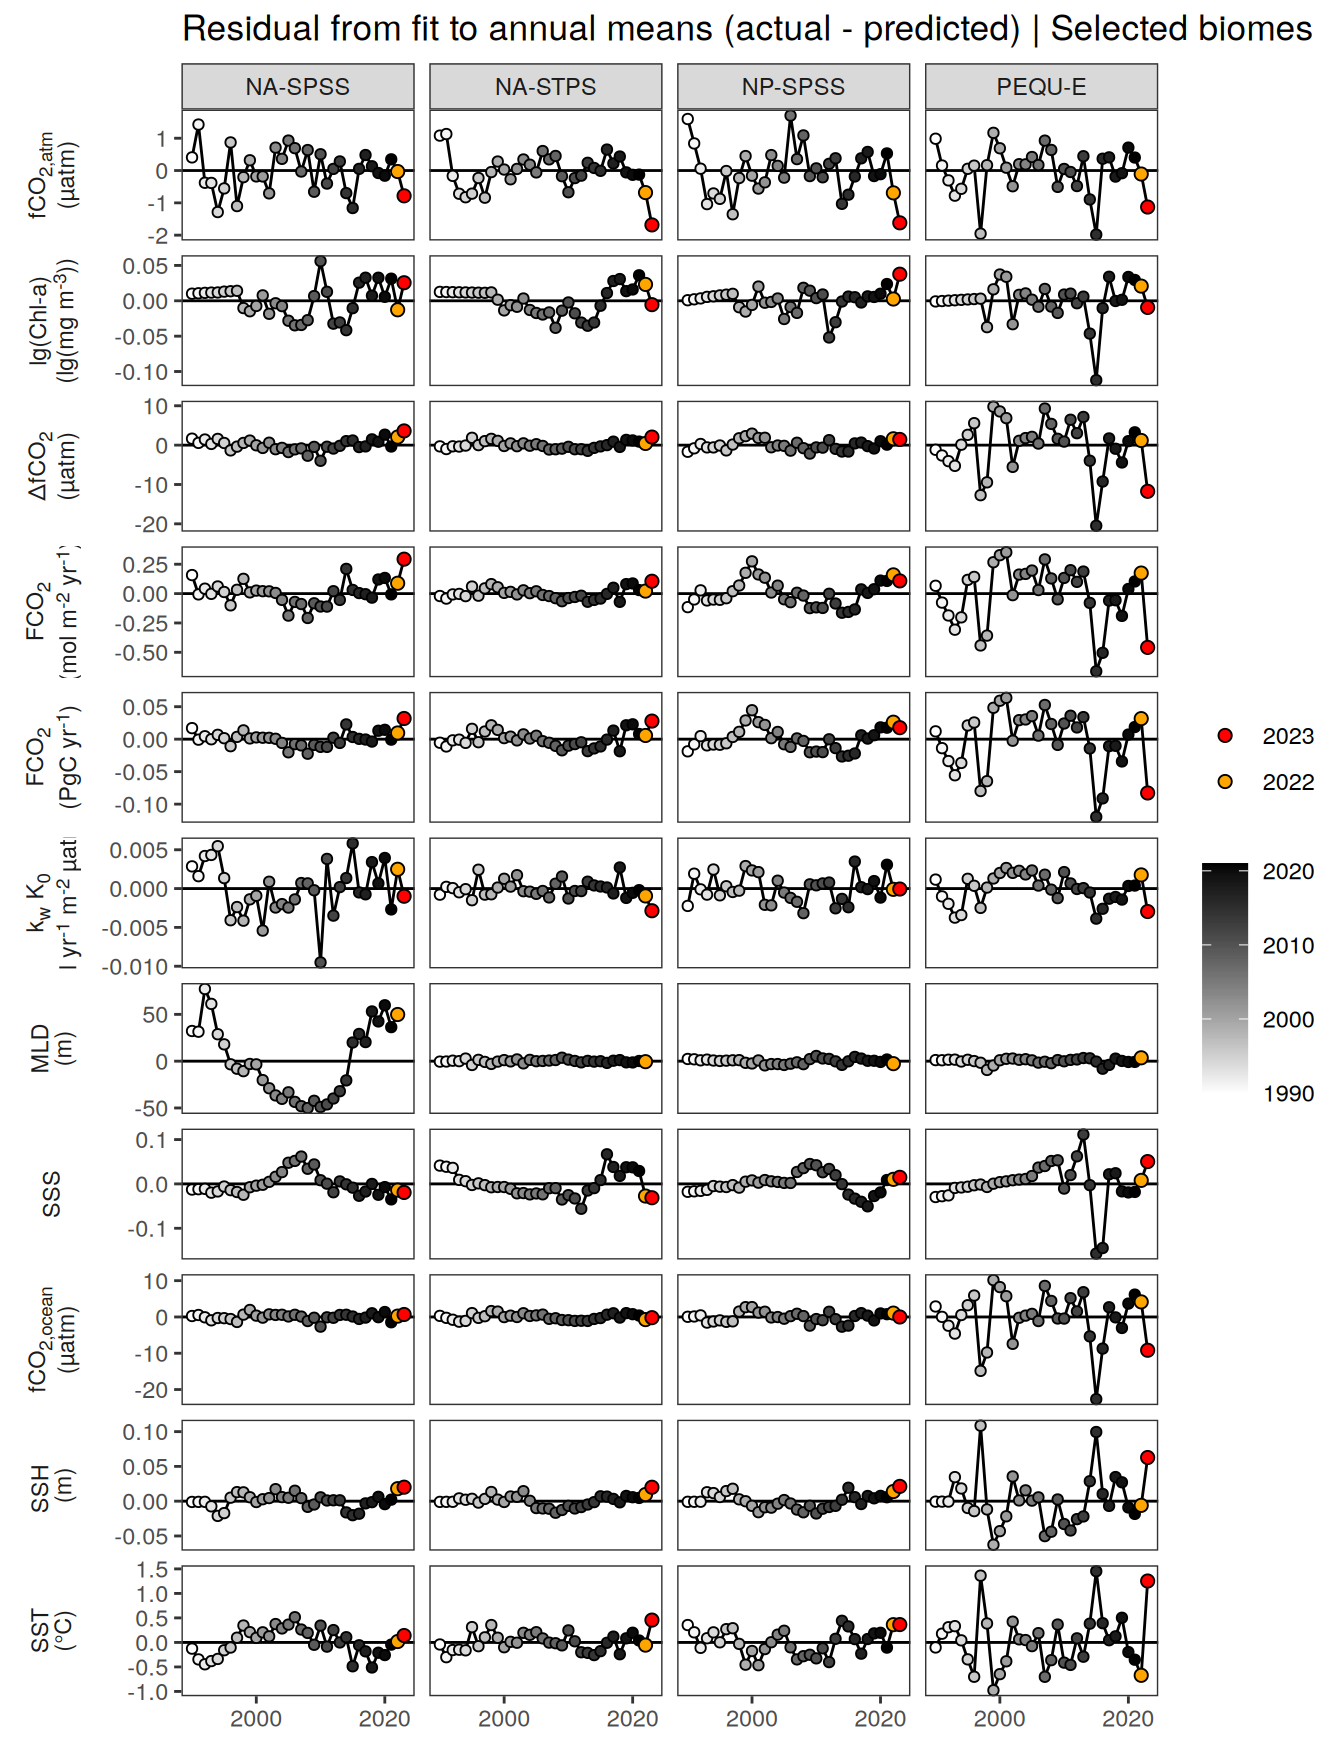 Residual from fit to annual means (actual - predicted) | Selected biomes
NA-SPSS NA-STPS NP-SPSS PEQU-E
fCO2,atm
(µatm)
1
0
-1
-2
lg(Chl-a)
(lg(mg m-3))
0.05
0.00
-0.05
-0.10
ΔfCO2
(µatm)
10
0
-10
-20
FCO2
(mol m-2 yr-1)
0.25
0.00
-0.25
-0.50
FCO2
(PgC yr-1)
0.05
0.00
-0.05
-0.10
kw K0
l yr-1 m-2 µat
0.005
0.000
-0.005
-0.010
MLD
(m)
50
0
-50
SSS
0.1
0.0
-0.1
fCO2,ocean
(µatm)
10
0
-10
-20
SSH
(m)
0.10
0.05
0.00
-0.05
SST
(°C)
1.5
1.0
0.5
0.0
-0.5
-1.0
2000 2020 2000 2020 2000 2020 2000 2020
2023
2022
2020
2010
2000
1990